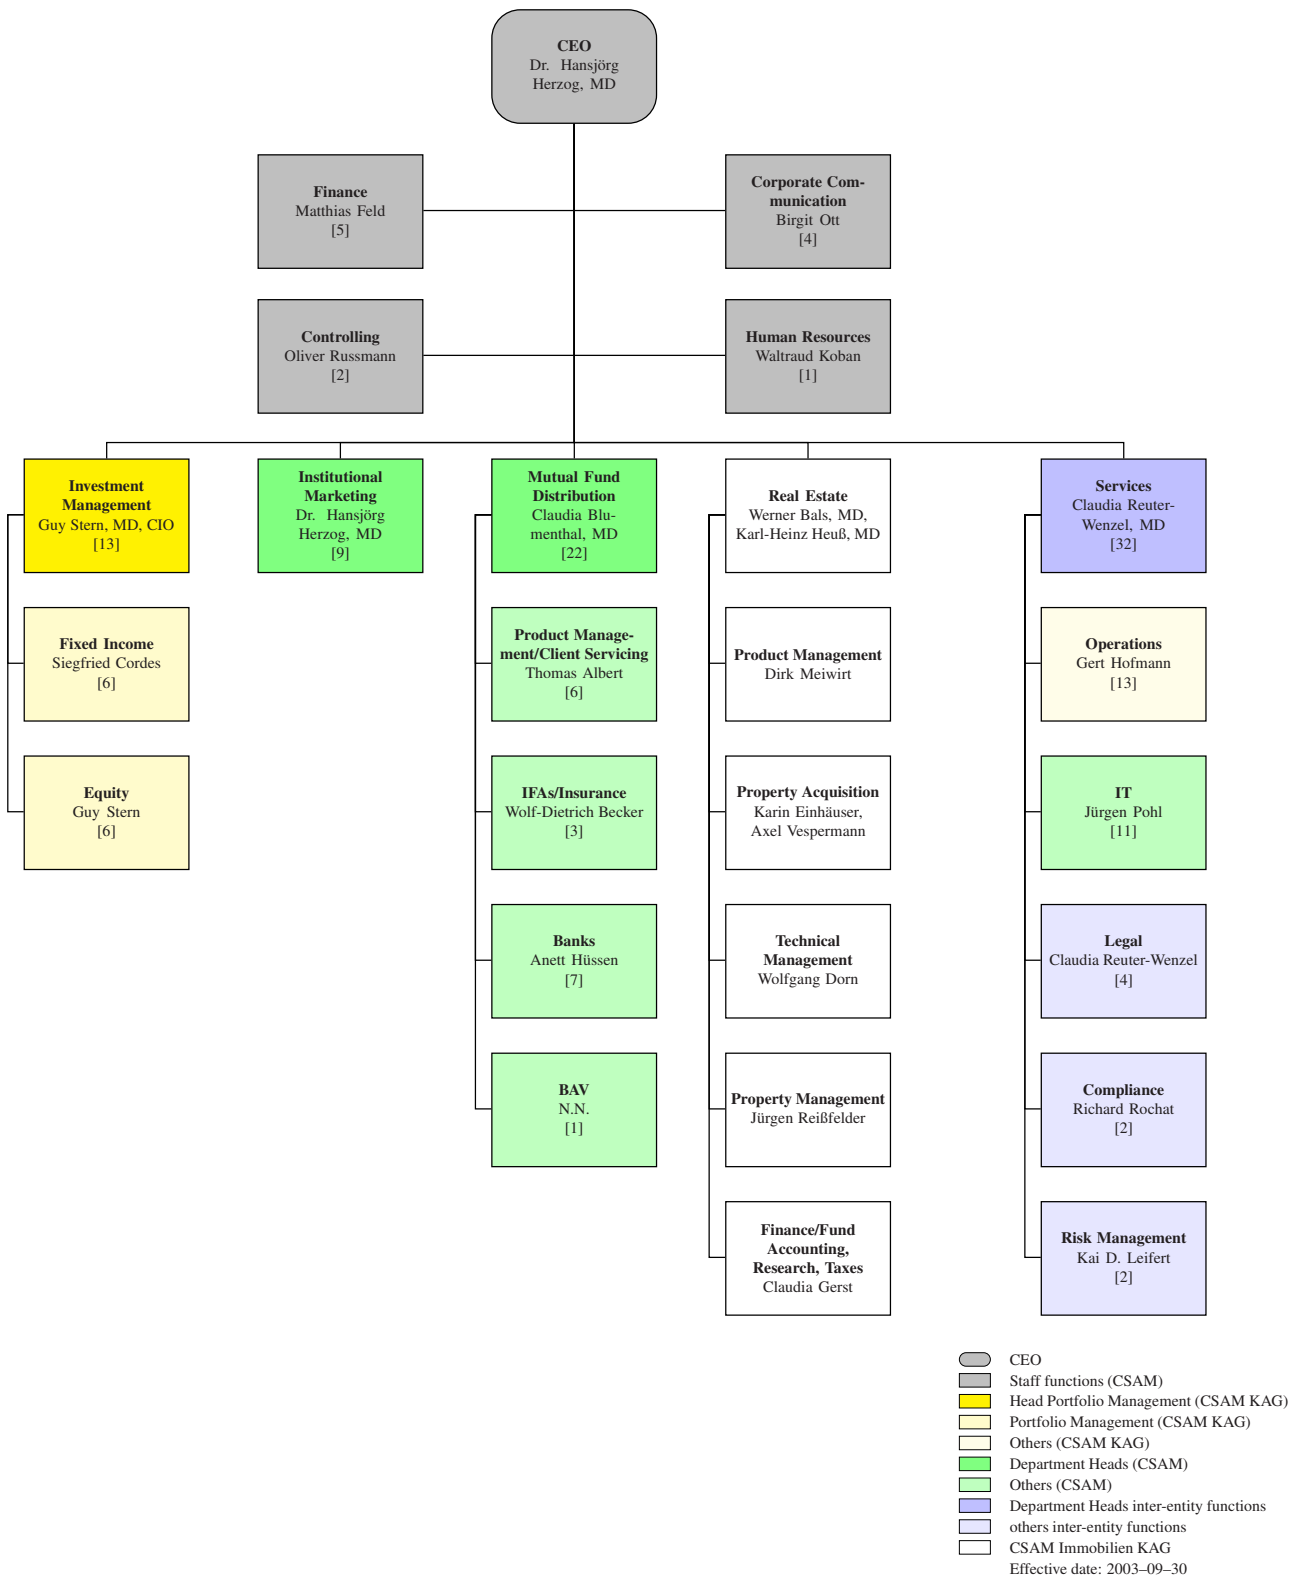 CEO
Dr. Hansjörg
Herzog, MD
Finance
Matthias Feld
[5]
Corporate Com-
munication
Birgit Ott
[4]
Controlling
Oliver Russmann
[2]
Human Resources
Waltraud Koban
[1]
Investment
Management
Guy Stern, MD, CIO
[13]
Institutional
Marketing
Dr. Hansjörg
Herzog, MD
[9]
Mutual Fund
Distribution
Claudia Blu-
menthal, MD
[22]
Real Estate
Werner Bals, MD,
Karl-Heinz Heuß, MD
Services
Claudia Reuter-
Wenzel, MD
[32]
Fixed Income
Siegfried Cordes
[6]
Product Manage-
ment/Client Servicing
Thomas Albert
[6]
Product Management
Dirk Meiwirt
Operations
Gert Hofmann
[13]
Equity
Guy Stern
[6]
IFAs/Insurance
Wolf-Dietrich Becker
[3]
Property Acquisition
Karin Einhäuser,
Axel Vespermann
IT
Jürgen Pohl
[11]
Banks
Anett Hüssen
[7]
Technical
Management
Wolfgang Dorn
Legal
Claudia Reuter-Wenzel
[4]
BAV
N.N.
[1]
Property Management
Jürgen Reißfelder
Compliance
Richard Rochat
[2]
Finance/Fund
Accounting,
Research, Taxes
Claudia Gerst
Risk Management
Kai D. Leifert
[2]
CEO
Staff functions (CSAM)
Head Portfolio Management (CSAM KAG)
Portfolio Management (CSAM KAG)
Others (CSAM KAG)
Department Heads (CSAM)
Others (CSAM)
Department Heads inter-entity functions
others inter-entity functions
CSAM Immobilien KAG
Effective date: 2003–09–30